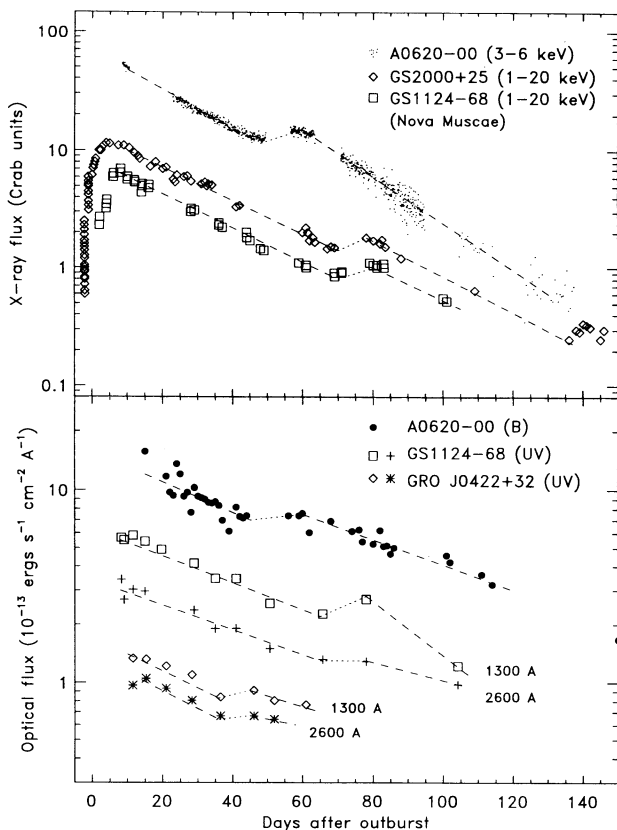 100
10
1
0.1
X-ray flux (Crab units)
A0620-00 (3-6 keV)
GS2000+25 (1-20 keV)
GS1124-68 (1-20 keV)
(Nova Muscae)
10
1
Optical flux (10⁻¹³ ergs s⁻¹ cm⁻² A⁻¹)
A0620-00 (B)
GS1124-68 (UV)
GRO J0422+32 (UV)
1300 A
2600 A
1300 A
2600 A
0 20 40 60 80 100 120 140
Days after outburst